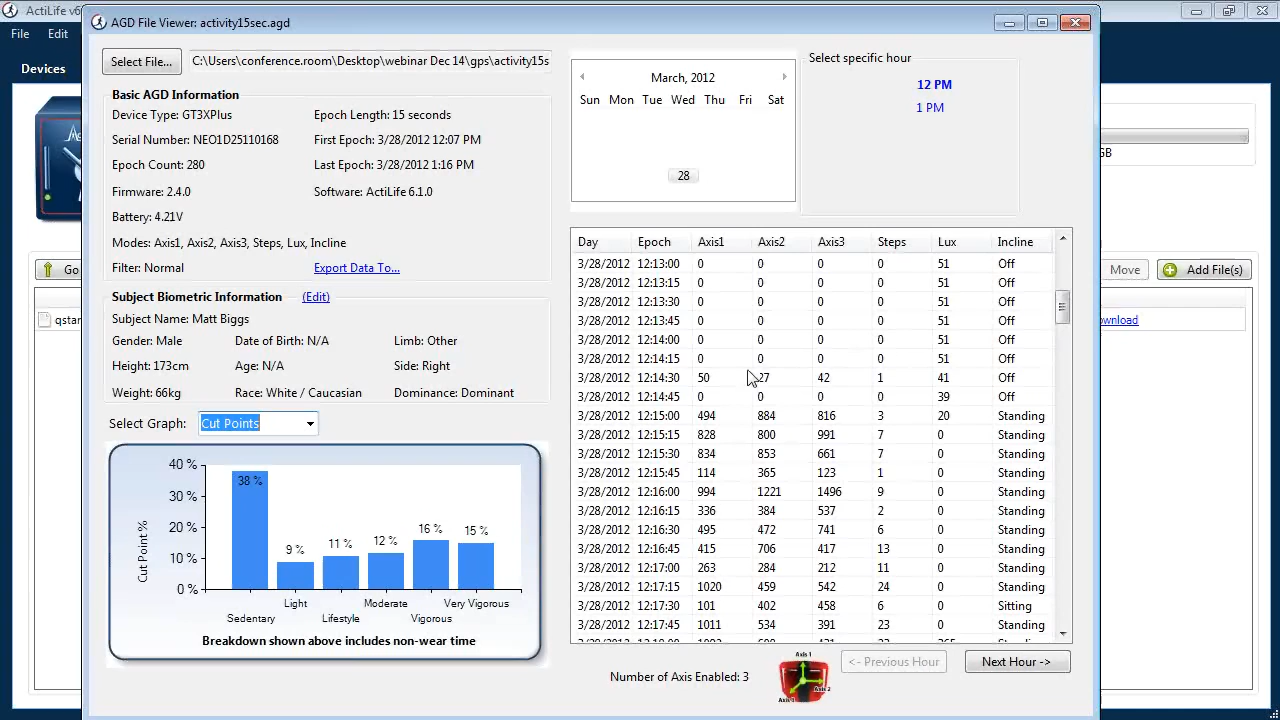 ActiLife v6
AGD File Viewer: activity15sec.agd
File Edit
Devices
Select File... C:\Users\conference.room\Desktop\webinar Dec 14\gps\activity15s
Basic AGD Information
Device Type: GT3XPlus Epoch Length: 15 seconds
Serial Number: NEO1D25110168 First Epoch: 3/28/2012 12:07 PM
Epoch Count: 280 Last Epoch: 3/28/2012 1:16 PM
Firmware: 2.4.0 Software: ActiLife 6.1.0
Battery: 4.21V
Modes: Axis1, Axis2, Axis3, Steps, Lux, Incline
Filter: Normal Export Data To...
Subject Biometric Information (Edit)
Subject Name: Matt Biggs
Gender: Male Date of Birth: N/A Limb: Other
Height: 173cm Age: N/A Side: Right
Weight: 66kg Race: White / Caucasian Dominance: Dominant
Select Graph: Cut Points
40 %
30 %
20 %
10 %
0 %
Cut Point %
38 % 9 % 11 % 12 % 16 % 15 %
Light Moderate Very Vigorous
Sedentary Lifestyle Vigorous
Breakdown shown above includes non-wear time
March, 2012
Sun Mon Tue Wed Thu Fri Sat
28
Select specific hour
12 PM
1 PM
Day Epoch Axis1 Axis2 Axis3 Steps Lux Incline
3/28/2012 12:13:00 0 0 0 0 51 Off
3/28/2012 12:13:15 0 0 0 0 51 Off
3/28/2012 12:13:30 0 0 0 0 51 Off
3/28/2012 12:13:45 0 0 0 0 51 Off
3/28/2012 12:14:00 0 0 0 0 51 Off
3/28/2012 12:14:15 0 0 0 0 51 Off
3/28/2012 12:14:30 50 27 42 1 41 Off
3/28/2012 12:14:45 0 0 0 0 39 Off
3/28/2012 12:15:00 494 884 816 3 20 Standing
3/28/2012 12:15:15 828 800 991 7 0 Standing
3/28/2012 12:15:30 834 853 661 7 0 Standing
3/28/2012 12:15:45 114 365 123 1 0 Standing
3/28/2012 12:16:00 994 1221 1496 9 0 Standing
3/28/2012 12:16:15 336 384 537 2 0 Standing
3/28/2012 12:16:30 495 472 741 6 0 Standing
3/28/2012 12:16:45 415 706 417 13 0 Standing
3/28/2012 12:17:00 263 284 212 11 0 Standing
3/28/2012 12:17:15 1020 459 542 24 0 Standing
3/28/2012 12:17:30 101 402 458 6 0 Sitting
3/28/2012 12:17:45 1011 534 391 23 0 Standing
Number of Axis Enabled: 3
Axis 1
Axis 2
<- Previous Hour Next Hour ->
GB
Go
Move Add File(s)
qstar
ownload